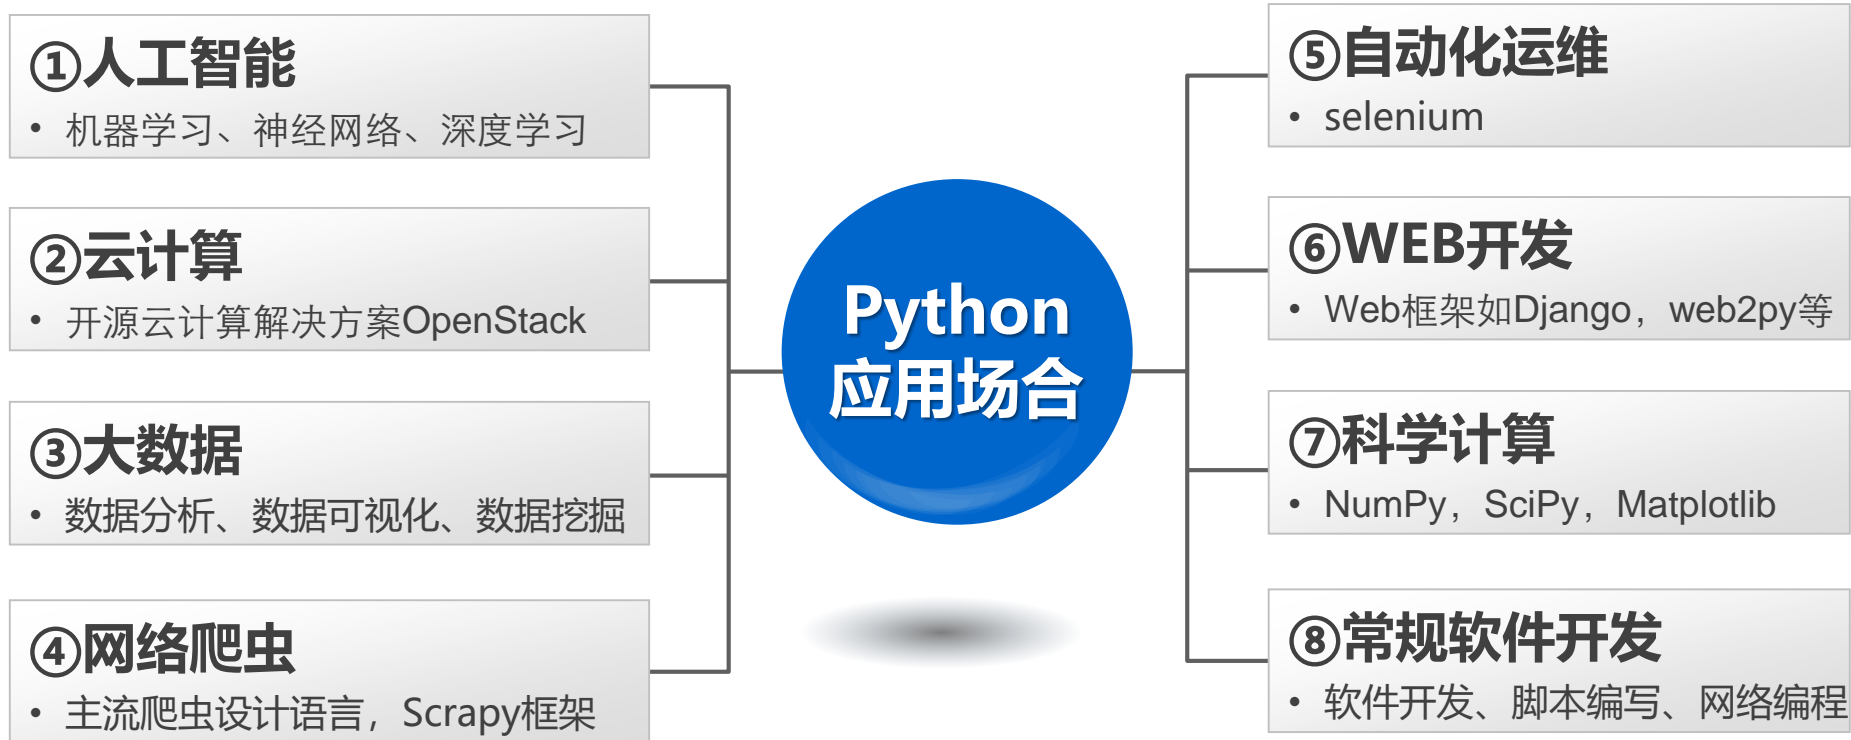 ①人工智能
• 机器学习、神经网络、深度学习
②云计算
• 开源云计算解决方案OpenStack
③大数据
• 数据分析、数据可视化、数据挖掘
④网络爬虫
• 主流爬虫设计语言，Scrapy框架
Python
应用场合
⑤自动化运维
• selenium
⑥WEB开发
• Web框架如Django，web2py等
⑦科学计算
• NumPy，SciPy，Matplotlib
⑧常规软件开发
• 软件开发、脚本编写、网络编程